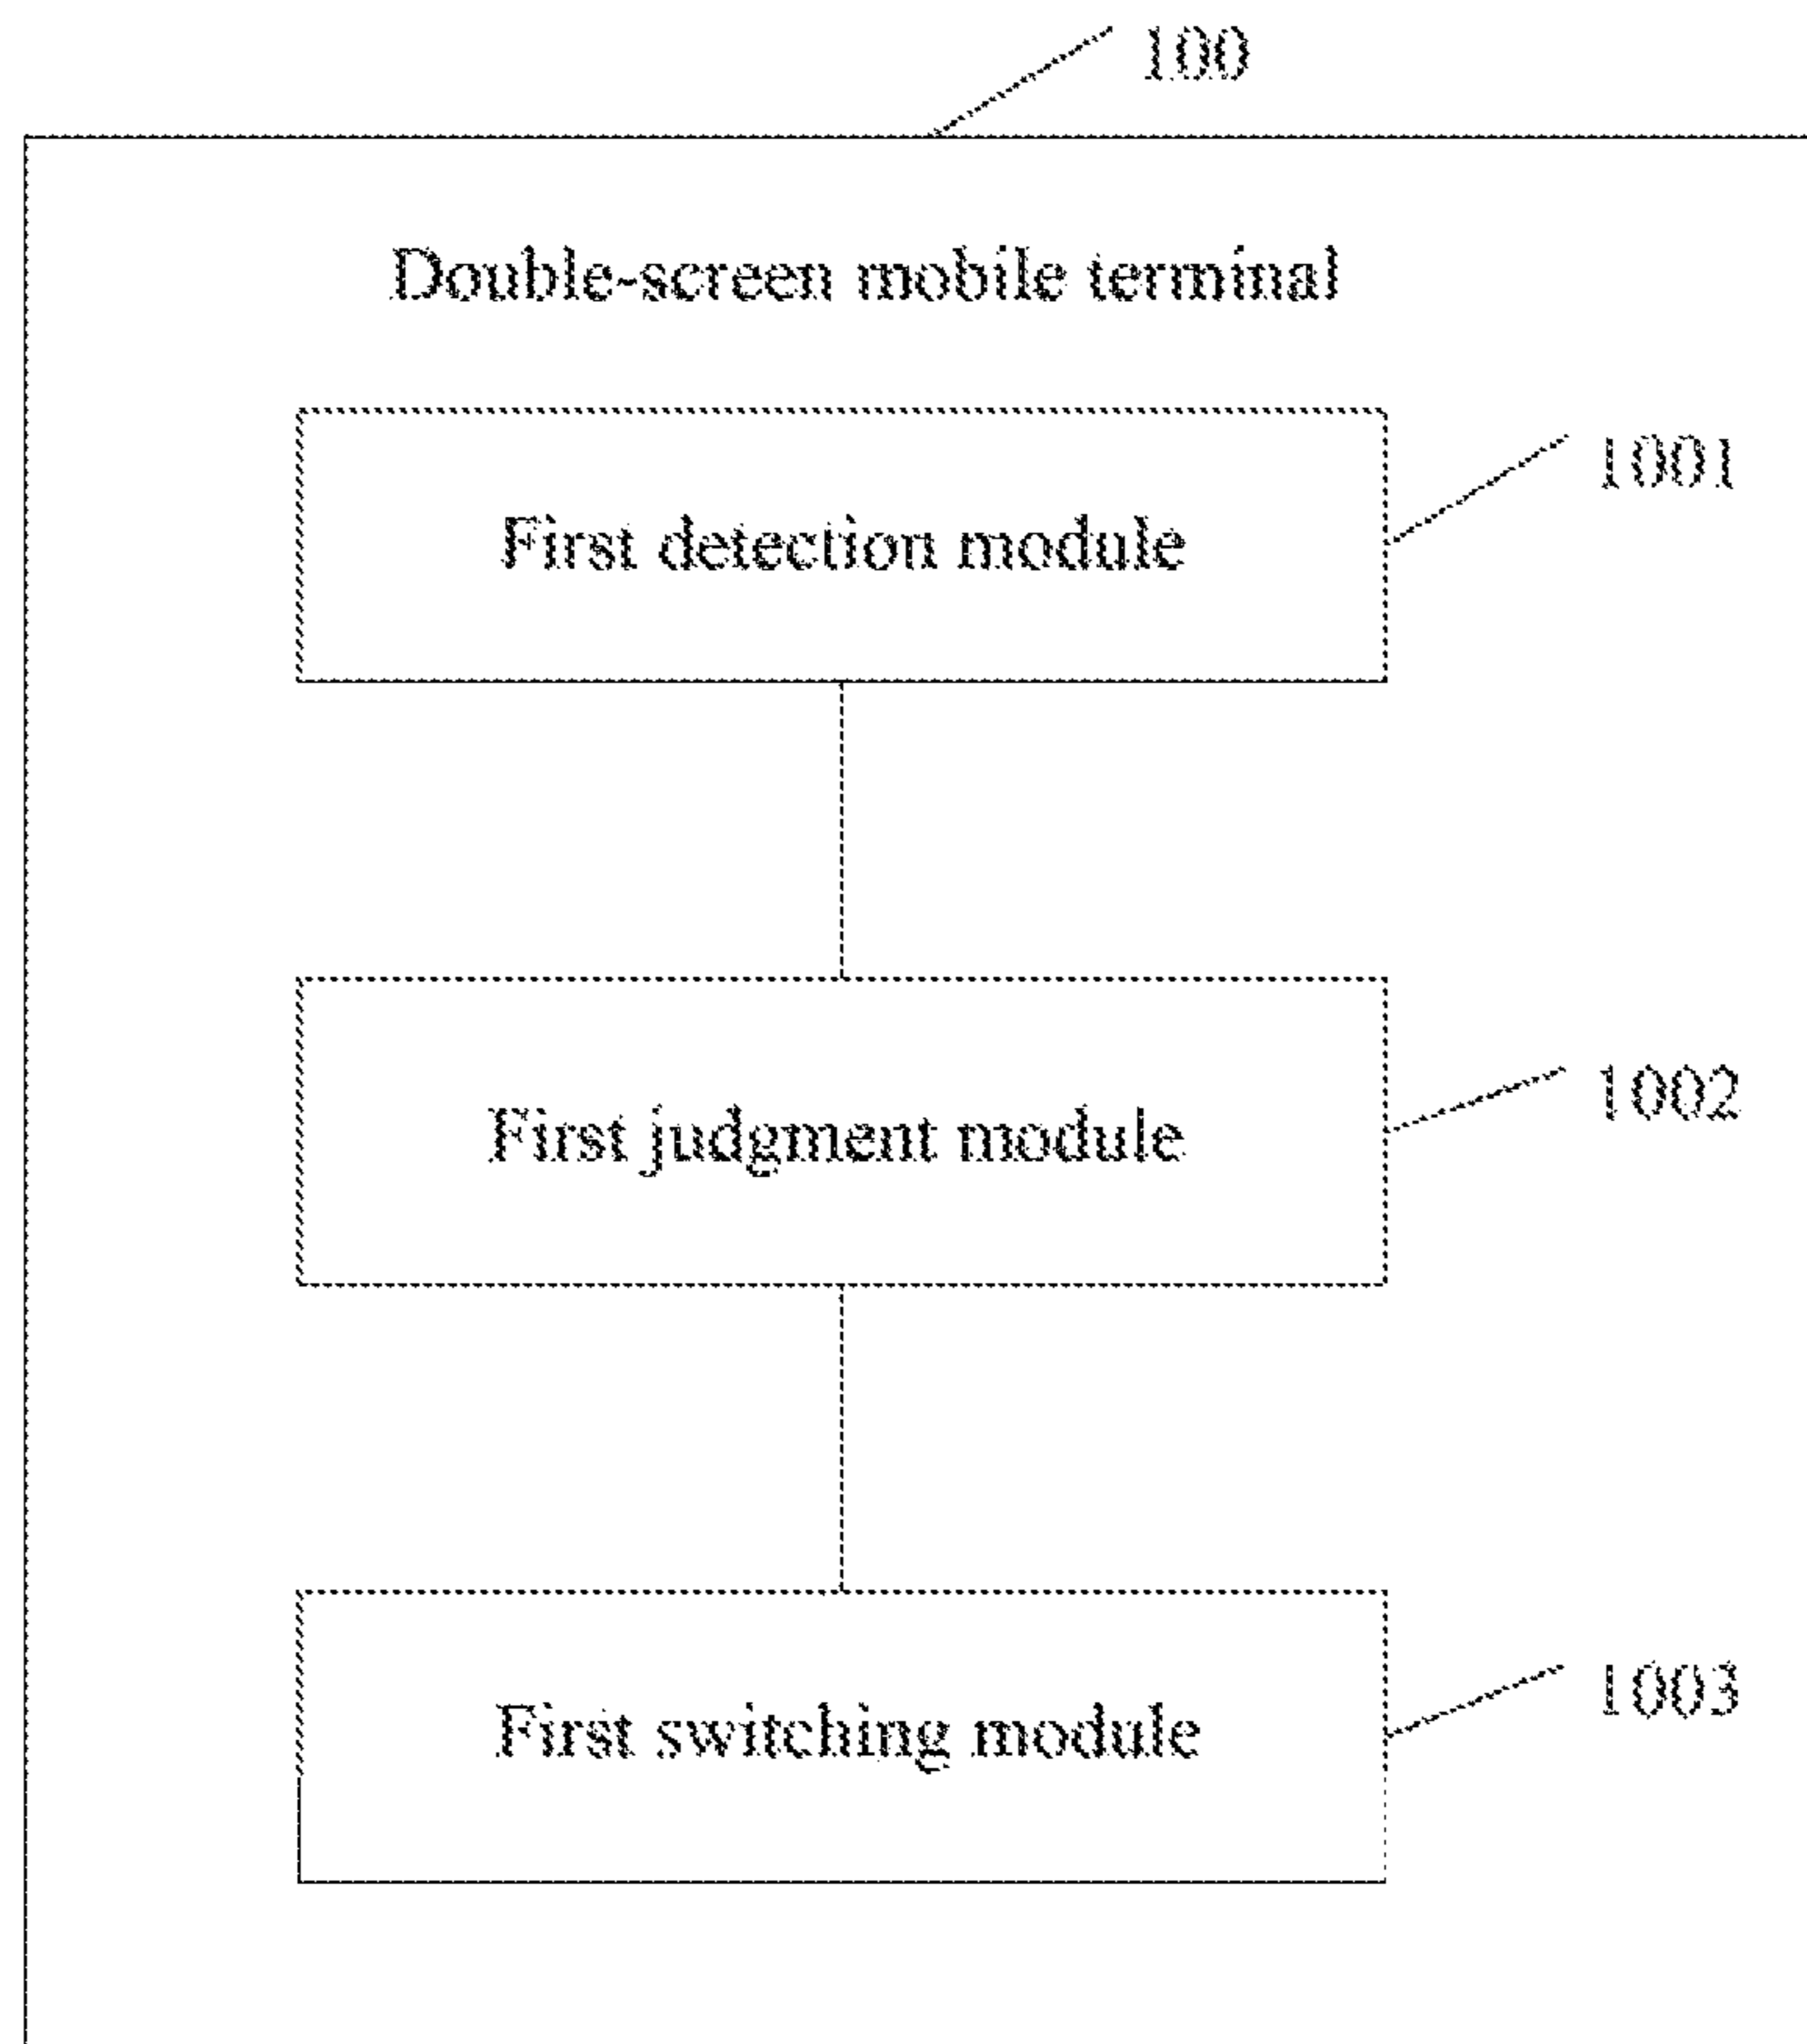 100
Double-screen mobile terminal
1001
First detection module
1002
First judgment module
1003
First switching module